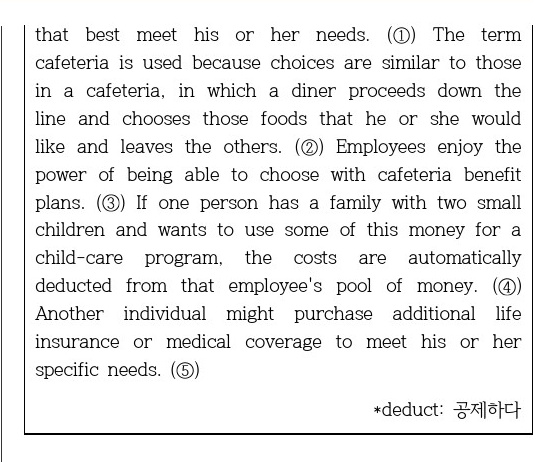 that best meet his or her needs. (①) The term
cafeteria is used because choices are similar to those
in a cafeteria, in which a diner proceeds down the
line and chooses those foods that he or she would
like and leaves the others. (②) Employees enjoy the
power of being able to choose with cafeteria benefit
plans. (③) If one person has a family with two small
children and wants to use some of this money for a
child-care program, the costs are automatically
deducted from that employee's pool of money. (④)
Another individual might purchase additional life
insurance or medical coverage to meet his or her
specific needs. (⑤)
*deduct: 공제하다